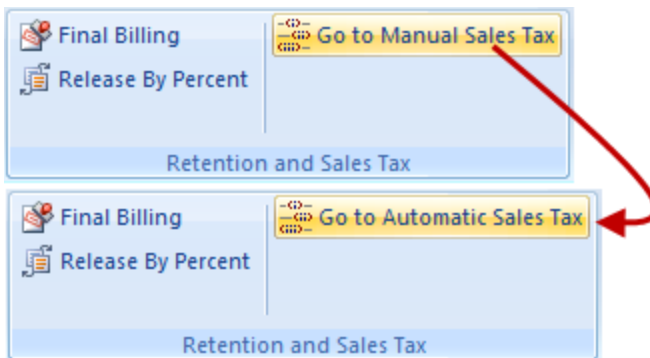 Final Billing
Go to Manual Sales Tax
Release By Percent
Retention and Sales Tax
Final Billing
Go to Automatic Sales Tax
Release By Percent
Retention and Sales Tax